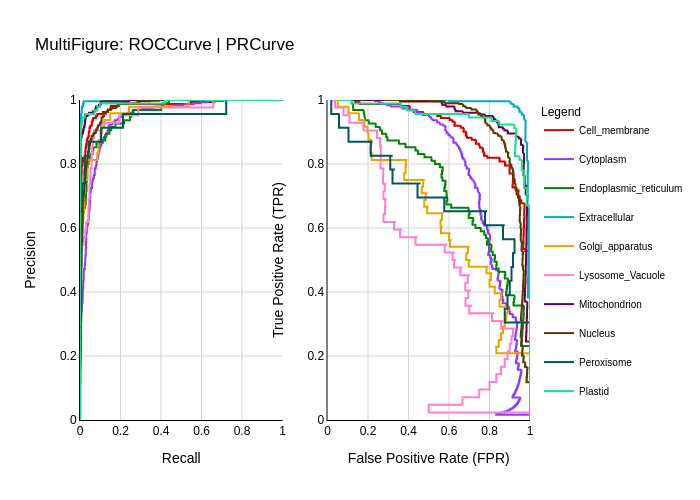 MultiFigure: ROCCurve | PRCurve
Precision
1
0.8
0.6
0.4
0.2
0
0 0.2 0.4 0.6 0.8 1
Recall
True Positive Rate (TPR)
1
0.8
0.6
0.4
0.2
0
0 0.2 0.4 0.6 0.8 1
False Positive Rate (FPR)
Legend
Cell_membrane
Cytoplasm
Endoplasmic_reticulum
Extracellular
Golgi_apparatus
Lysosome_Vacuole
Mitochondrion
Nucleus
Peroxisome
Plastid